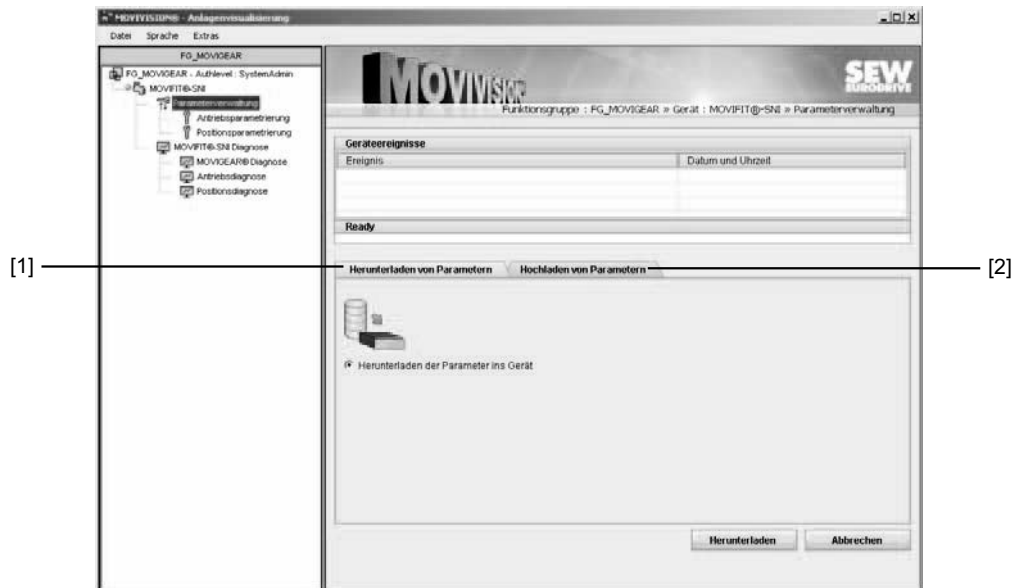 MOVIVISION® - Anlagenvisualisierung
Datei Sprache Extras
FG_MOVIGEAR
FG_MOVIGEAR - Authlevel : SystemAdmin
MOVIFIT®-SNI
Parameterverwaltung
Antriebsparametrierung
Positionsparametrierung
MOVIFIT®-SNI Diagnose
MOVIGEAR® Diagnose
Antriebsdiagnose
Positionsdiagnose
MOVIVISION
SEW
EURODRIVE
Funktionsgruppe : FG_MOVIGEAR » Gerät : MOVIFIT®-SNI » Parameterverwaltung
Geräteereignisse
Ereignis Datum und Uhrzeit
Ready
[1]
Herunterladen von Parametern Hochladen von Parametern
[2]
Herunterladen der Parameter ins Gerät
Herunterladen Abbrechen